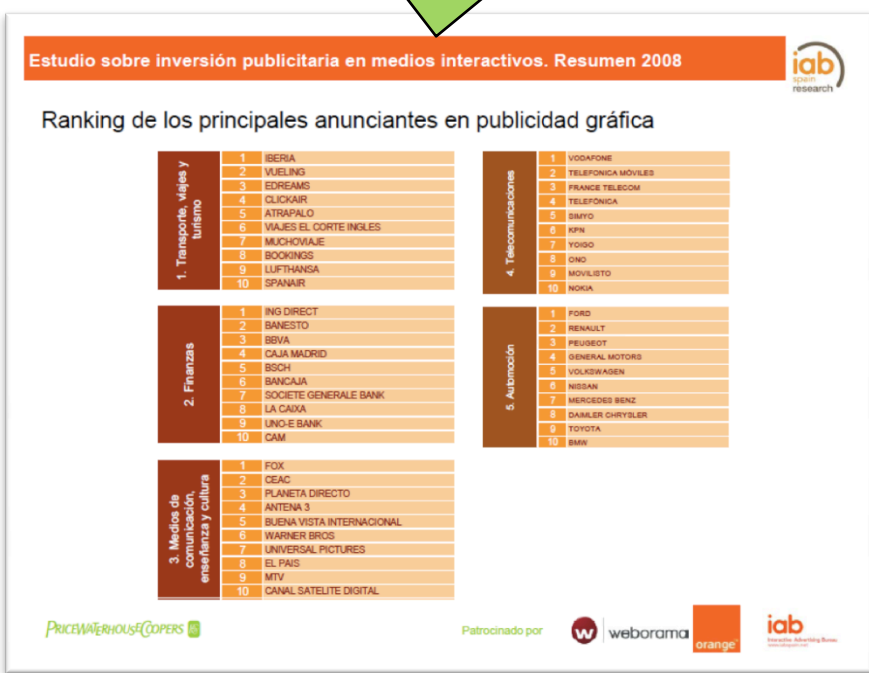 Estudio sobre inversión publicitaria en medios interactivos. Resumen 2008
iab
spain
research
Ranking de los principales anunciantes en publicidad gráfica
1. Transporte, viajes y
turismo
1 IBERIA
2 VUELING
3 EDREAMS
4 CLICKAIR
5 ATRAPALO
6 VIAJES EL CORTE INGLES
7 MUCHOVIAJE
8 BOOKINGS
9 LUFTHANSA
10 SPANAIR
2. Finanzas
1 ING DIRECT
2 BANESTO
3 BBVA
4 CAJA MADRID
5 BSCH
6 BANCAJA
7 SOCIETE GENERALE BANK
8 LA CAIXA
9 UNO-E BANK
10 CAM
3. Medios de
comunicación,
enseñanza y cultura
1 FOX
2 CEAC
3 PLANETA DIRECTO
4 ANTENA 3
5 BUENA VISTA INTERNACIONAL
6 WARNER BROS
7 UNIVERSAL PICTURES
8 EL PAIS
9 MTV
10 CANAL SATELITE DIGITAL
4. Telecomunicaciones
1 VODAFONE
2 TELEFONICA MÓVILES
3 FRANCE TELECOM
4 TELEFÓNICA
5 SIMYO
6 KPN
7 YOIGO
8 ONO
9 MOVILISTO
10 NOKIA
5. Automoción
1 FORD
2 RENAULT
3 PEUGEOT
4 GENERAL MOTORS
5 VOLKSWAGEN
6 NISSAN
7 MERCEDES BENZ
8 DAIMLER CHRYSLER
9 TOYOTA
10 BMW
PRICEWATERHOUSECOOPERS
Patrocinado por
w weborama
orange
iab
Interactive Advertising Bureau